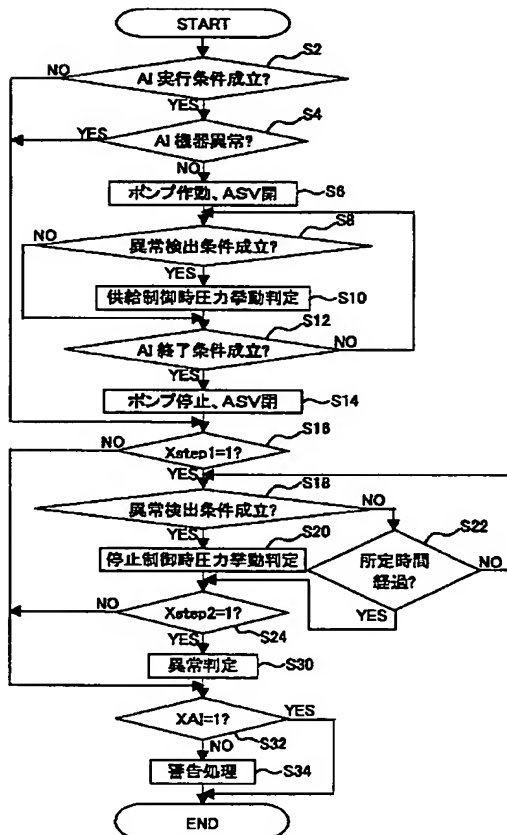 START
S2
NO
AI 実行条件成立?
YES
S4
YES
AI 機器異常?
NO
ポンプ作動、ASV開
S6
S8
NO
異常検出条件成立?
YES
供給制御時圧力挙動判定
S10
S12
AI 終了条件成立?
NO
YES
ポンプ停止、ASV閉
S14
S16
NO
Xstep1=1?
YES
S18
異常検出条件成立?
NO
YES
S20
S22
停止制御時圧力挙動判定
所定時間
経過?
NO
YES
NO
Xstep2=1?
S24
YES
異常判定
S30
XAI=1?
YES
S32
NO
警告処理
S34
END